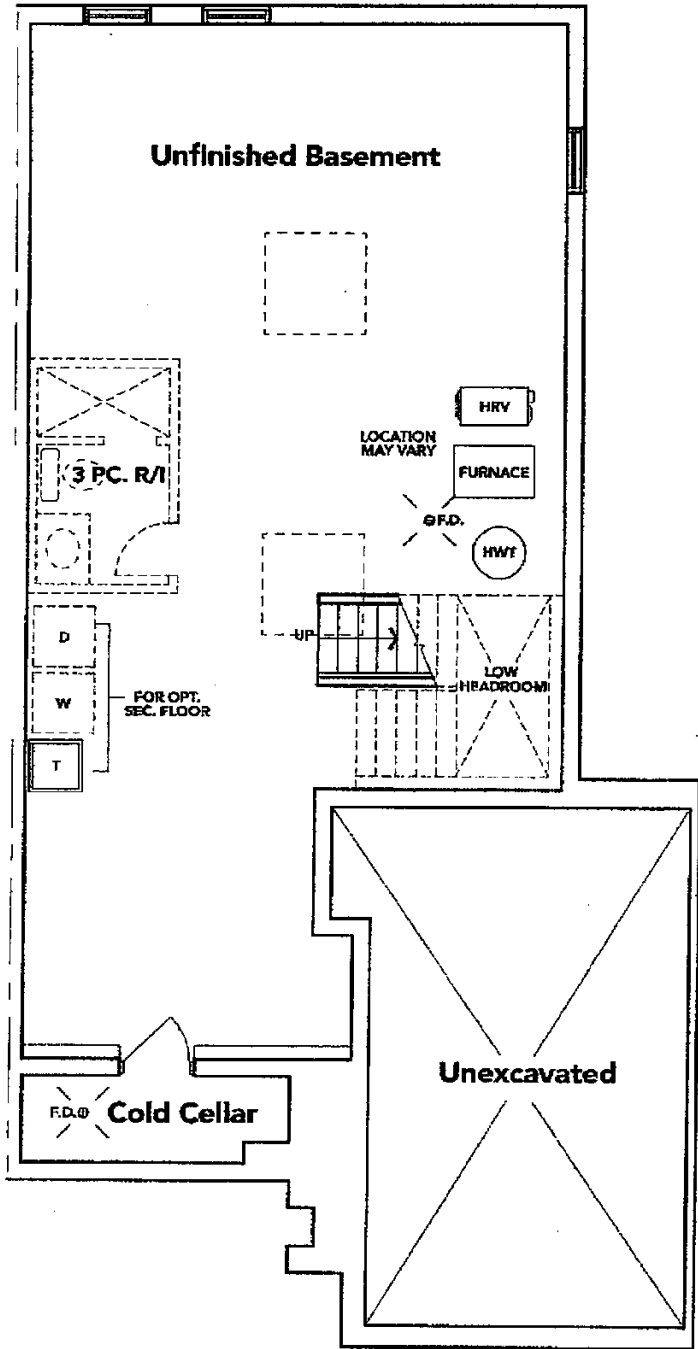 Unfinished Basement
HRV
LOCATION
MAY VARY
FURNACE
3 PC. R/I
F.D.
HWT
UP
D
LOW
HEADROOM
W
FOR OPT.
SEC. FLOOR
T
Unexcavated
F.D.
Cold Cellar